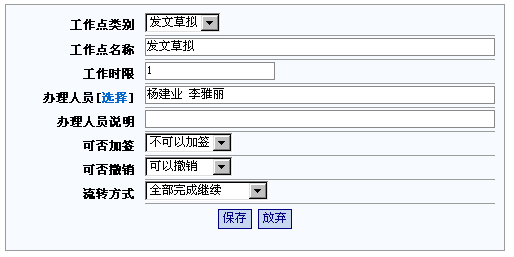 工作点类别 发文草拟
工作点名称 发文草拟
工作时限 1
办理人员[选择] 杨建业 李雅丽
办理人员说明
可否加签 不可以加签
可否撤销 可以撤销
流转方式 全部完成继续
保存 放弃